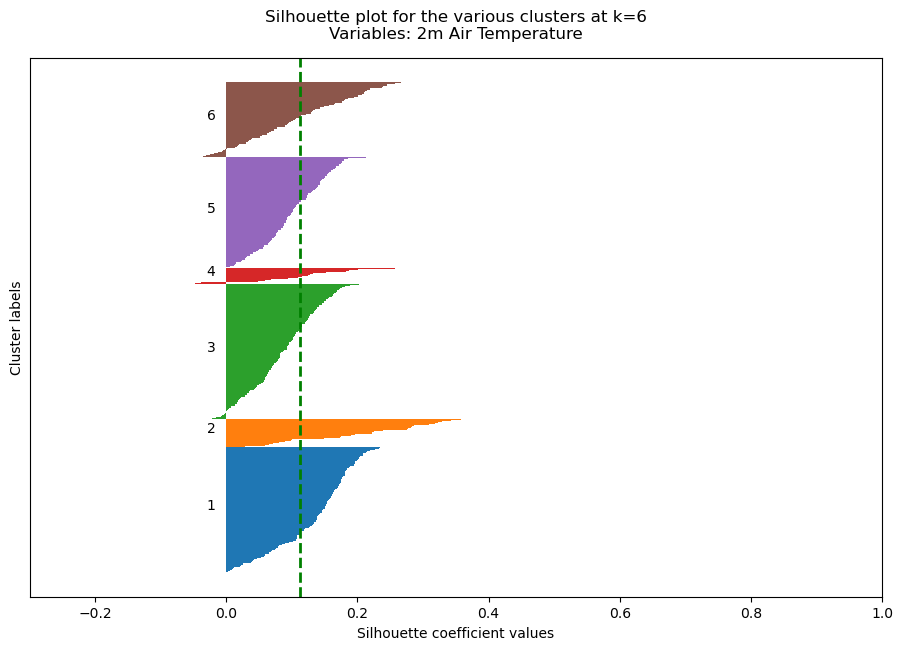 Silhouette plot for the various clusters at k=6
Variables: 2m Air Temperature
6
5
4
3
2
1
Cluster labels
−0.2 0.0 0.2 0.4 0.6 0.8 1.0
Silhouette coefficient values